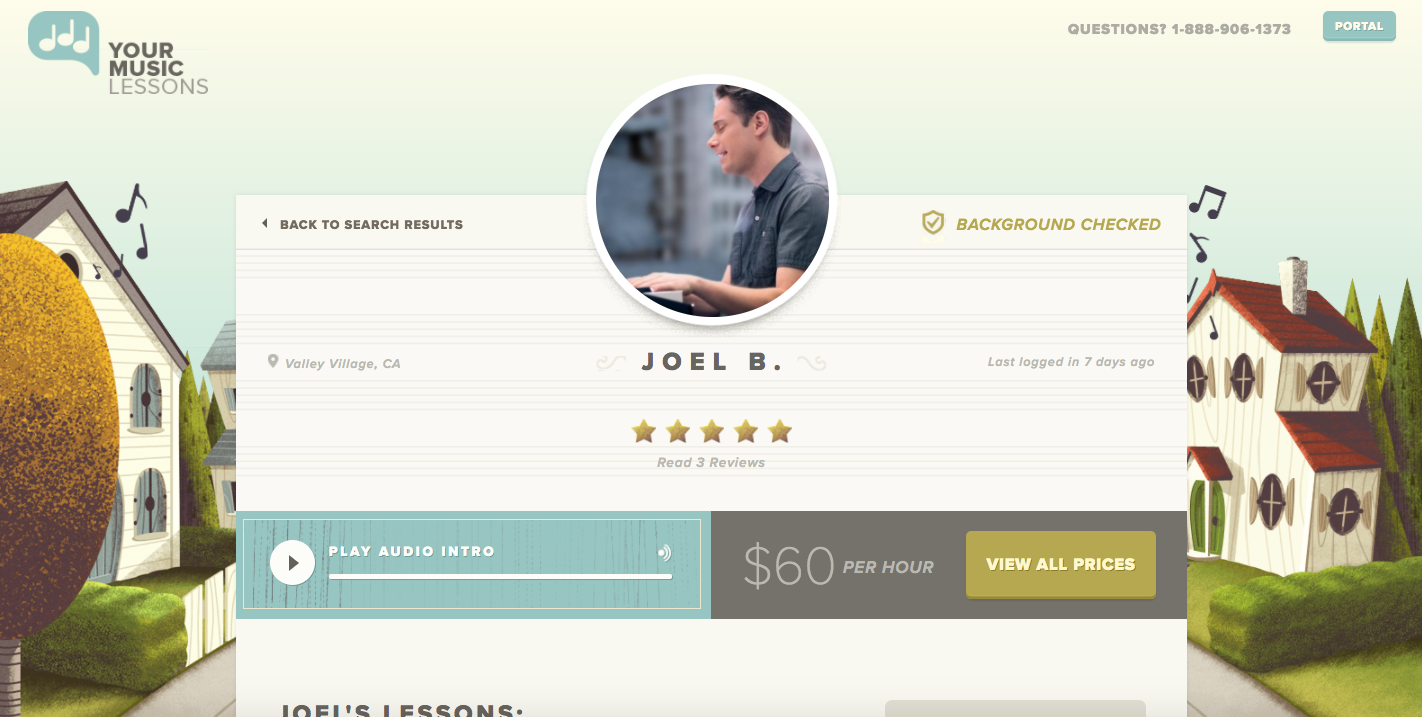 YOUR
MUSIC
LESSONS
QUESTIONS? 1-888-906-1373
PORTAL
BACK TO SEARCH RESULTS
BACKGROUND CHECKED
Valley Village, CA
JOEL B.
Last logged in 7 days ago
Read 3 Reviews
PLAY AUDIO INTRO
$60 PER HOUR
VIEW ALL PRICES
JOEL'S LESSONS: